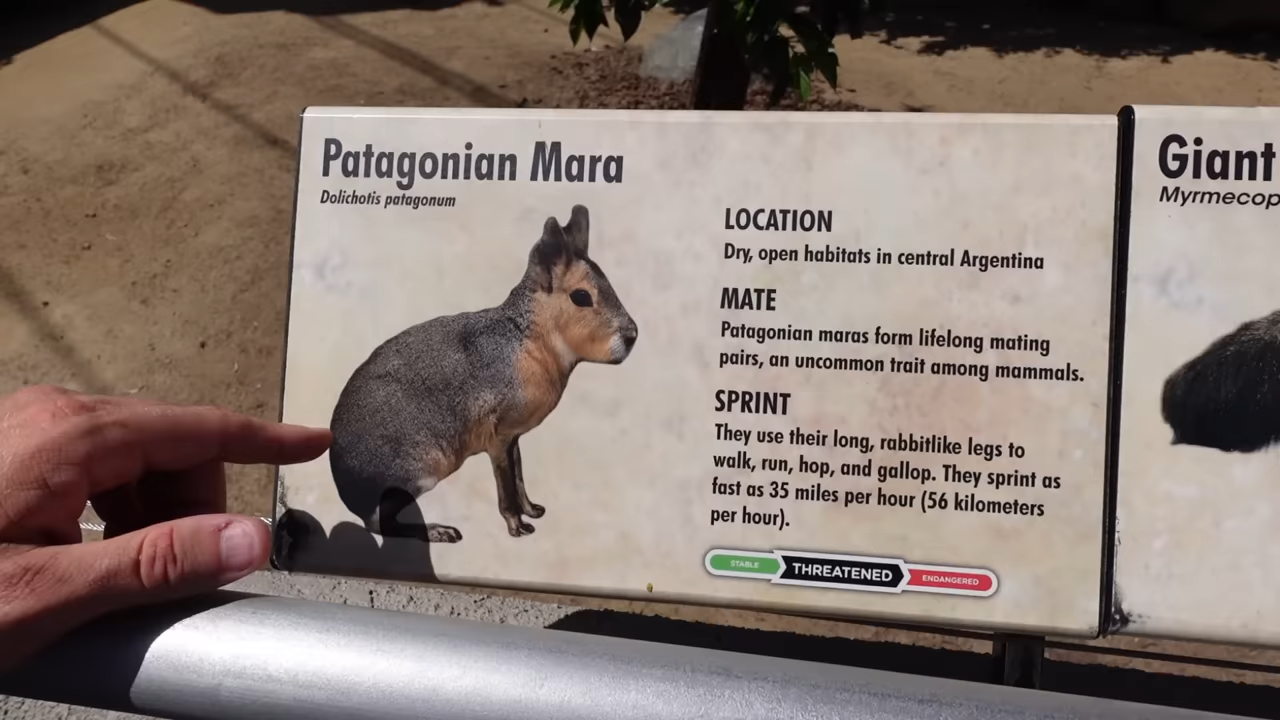 Patagonian Mara
Dolichotis patagonum
LOCATION
Dry, open habitats in central Argentina
MATE
Patagonian maras form lifelong mating
pairs, an uncommon trait among mammals.
SPRINT
They use their long, rabbitlike legs to
walk, run, hop, and gallop. They sprint as
fast as 35 miles per hour (56 kilometers
per hour).
STABLE THREATENED ENDANGERED
Giant
Myrmecop